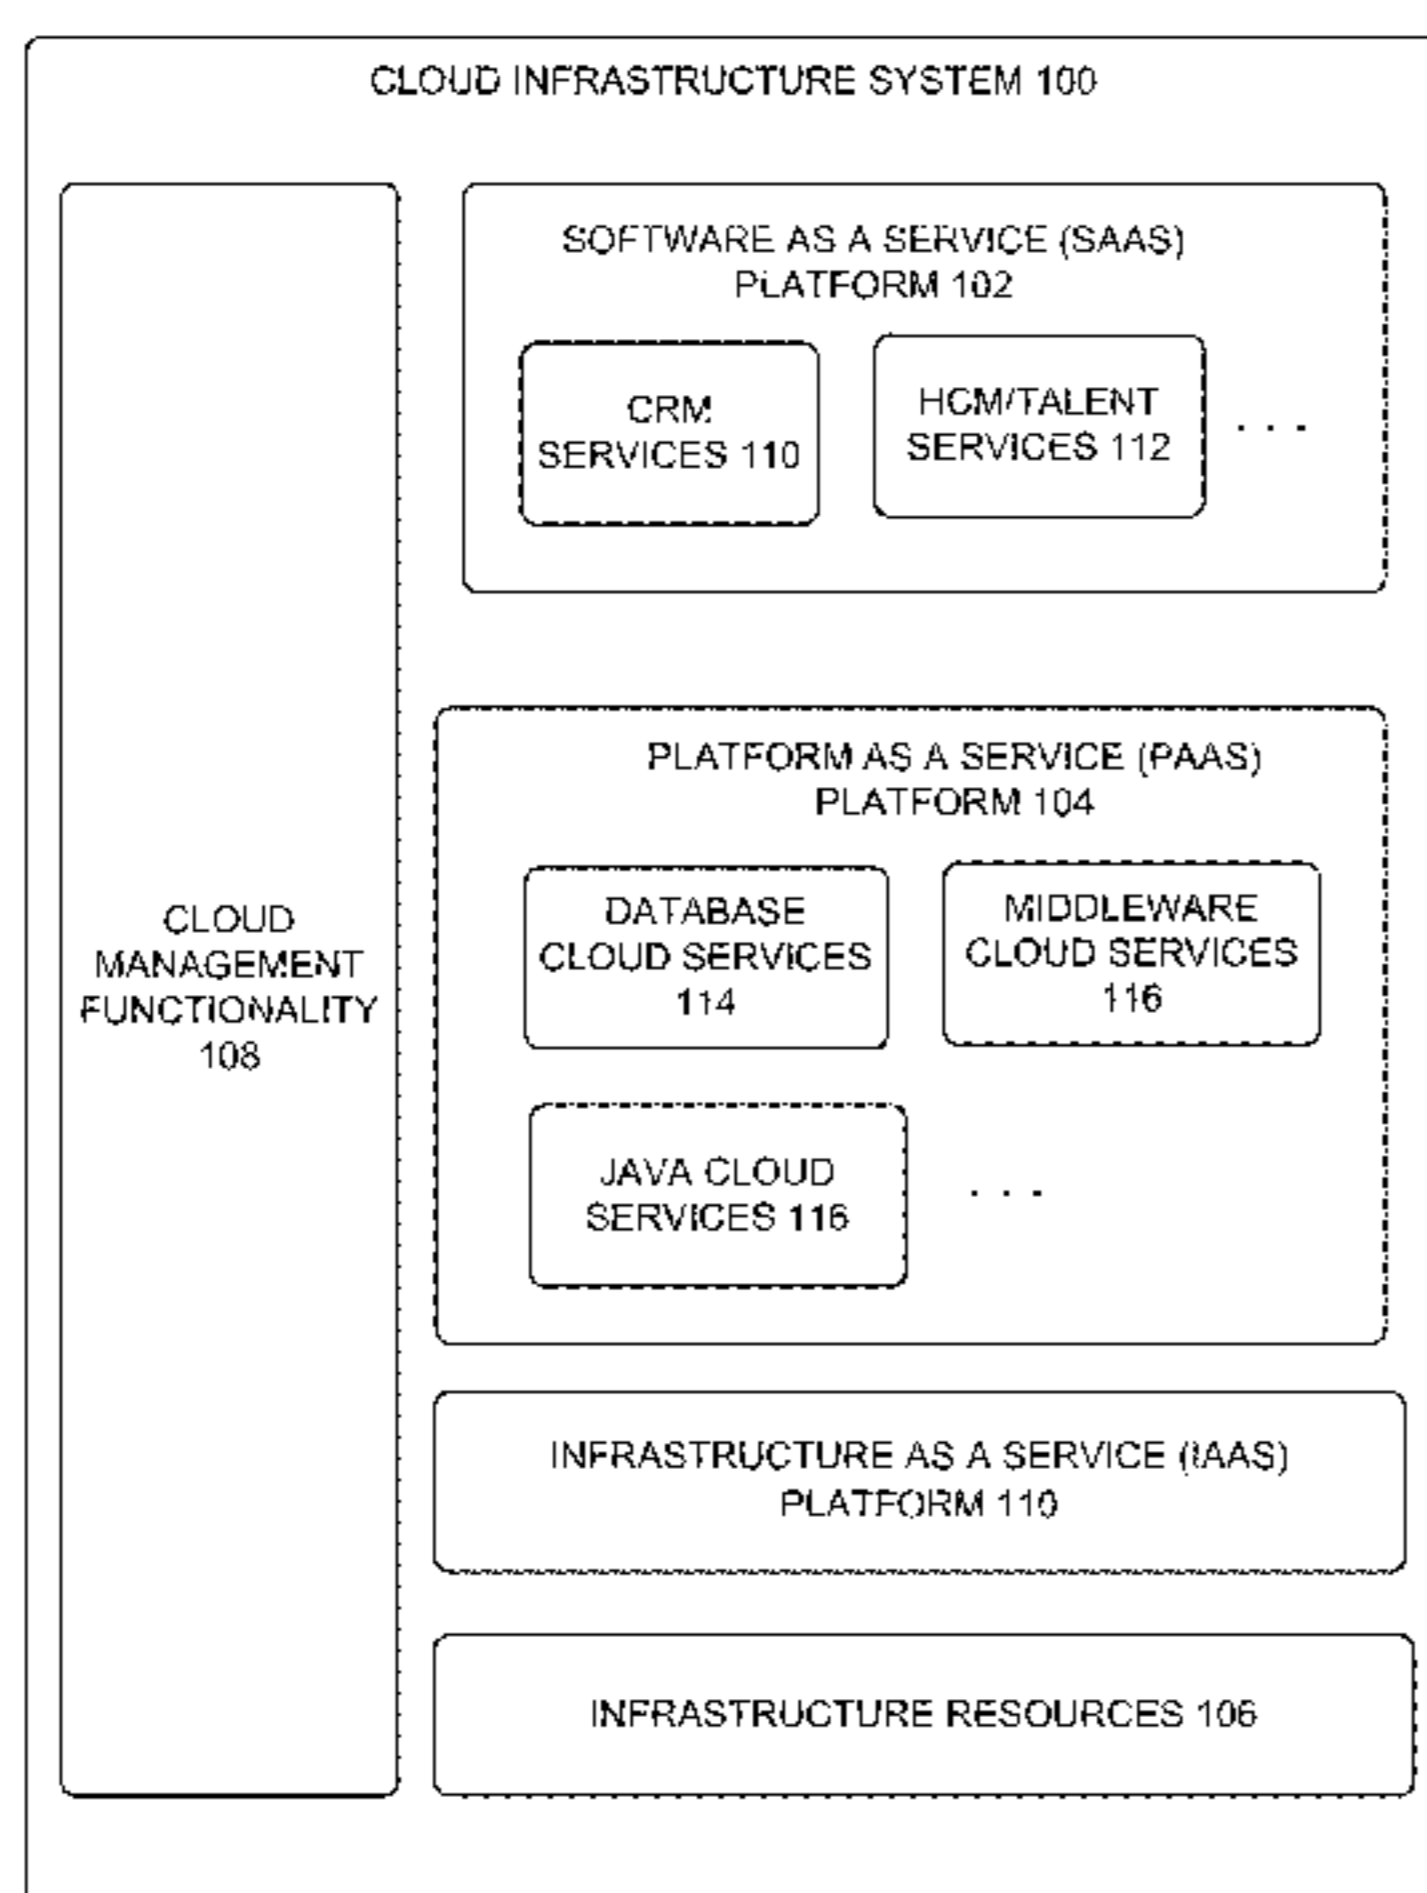 CLOUD INFRASTRUCTURE SYSTEM 100
SOFTWARE AS A SERVICE (SAAS)
PLATFORM 102
CRM
SERVICES 110
HCM/TALENT
SERVICES 112
. . .
CLOUD
MANAGEMENT
FUNCTIONALITY
108
PLATFORM AS A SERVICE (PAAS)
PLATFORM 104
DATABASE
CLOUD SERVICES
114
MIDDLEWARE
CLOUD SERVICES
116
JAVA CLOUD
SERVICES 116
. . .
INFRASTRUCTURE AS A SERVICE (IAAS)
PLATFORM 110
INFRASTRUCTURE RESOURCES 106